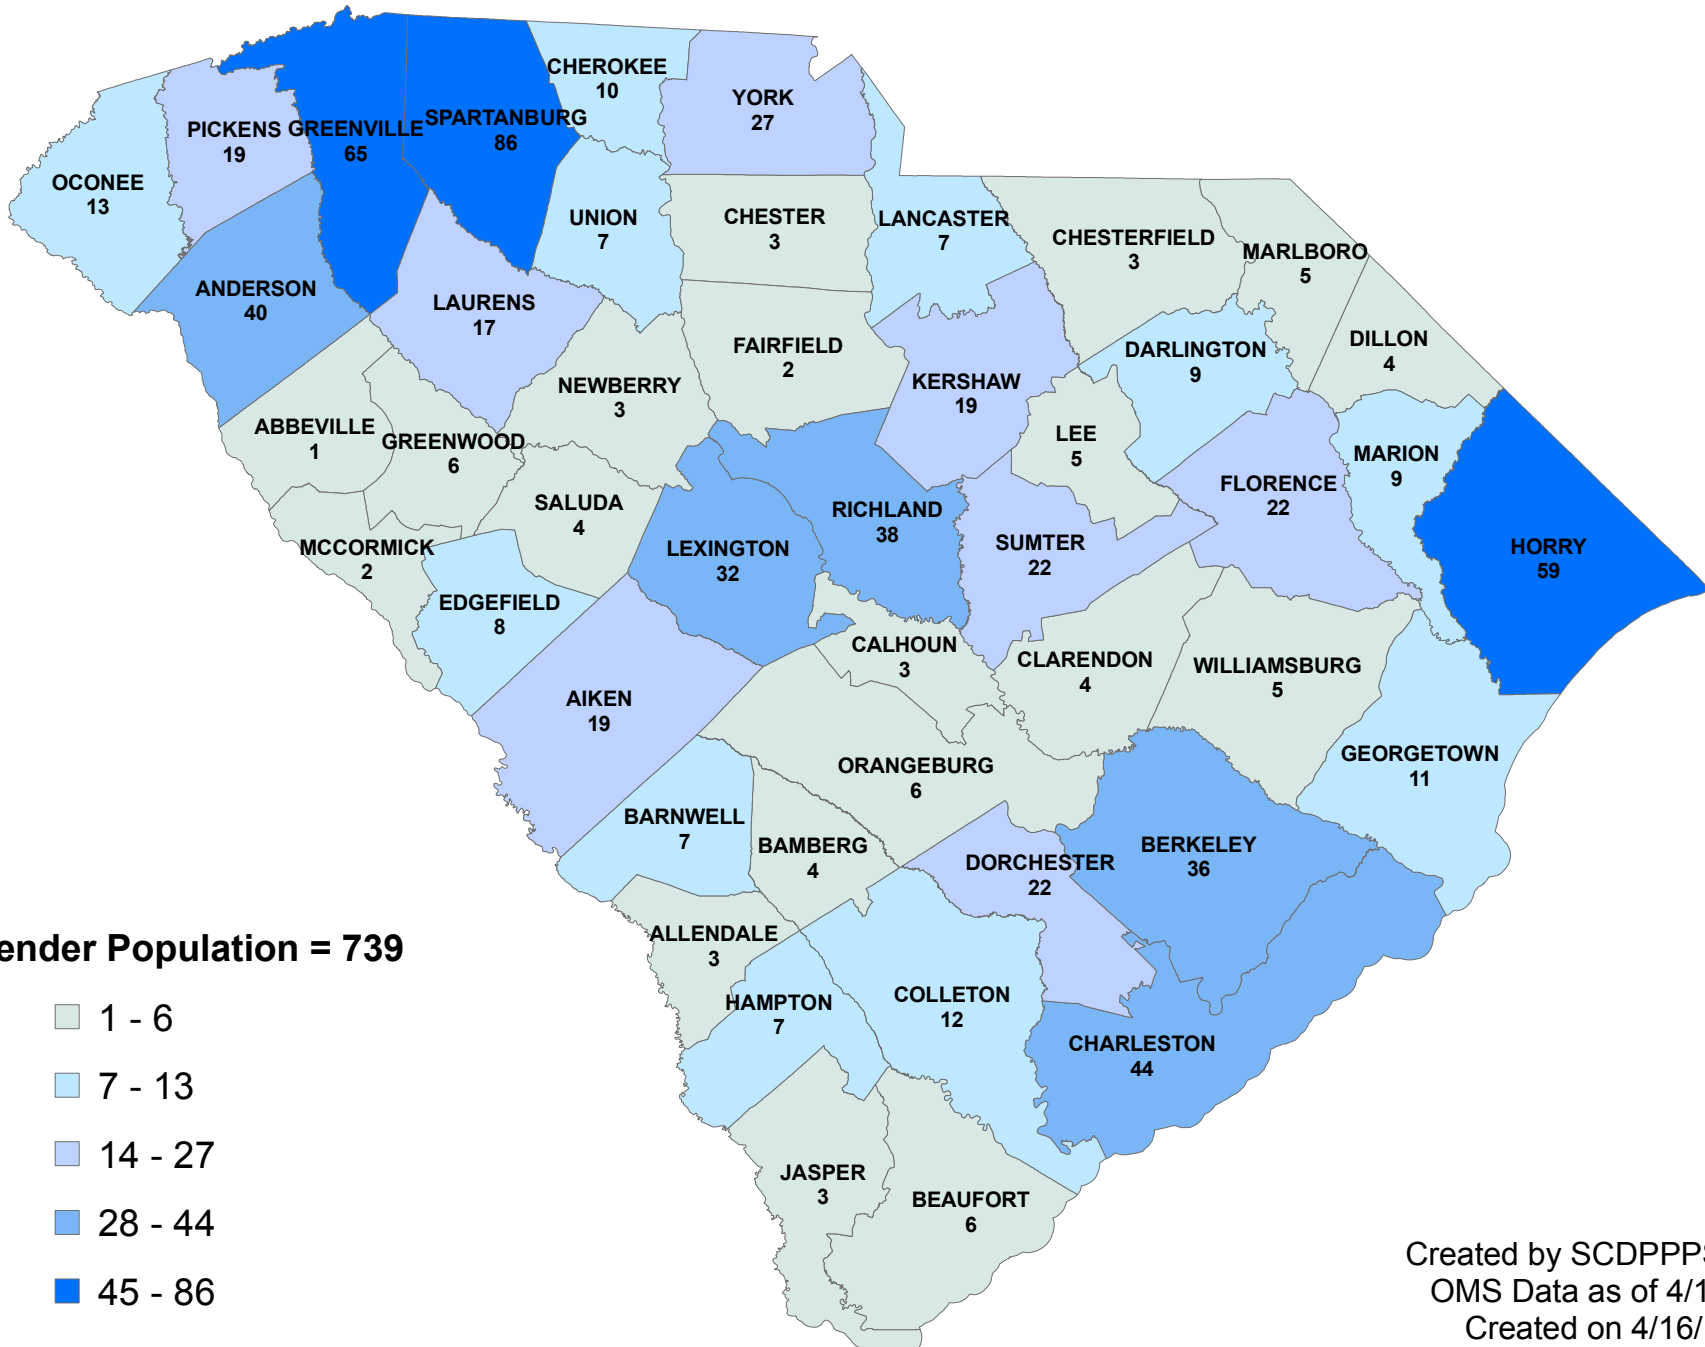 CHEROKEE
10
YORK
27
SPARTANBURG
86
PICKENS
19
GREENVILLE
65
OCONEE
13
UNION
7
CHESTER
3
LANCASTER
7
CHESTERFIELD
3
MARLBORO
5
ANDERSON
40
LAURENS
17
FAIRFIELD
2
DARLINGTON
9
DILLON
4
NEWBERRY
3
KERSHAW
19
ABBEVILLE
1
GREENWOOD
6
LEE
5
MARION
9
FLORENCE
22
SALUDA
4
RICHLAND
38
MCCORMICK
2
LEXINGTON
32
SUMTER
22
HORRY
59
EDGEFIELD
8
CALHOUN
3
CLARENDON
4
WILLIAMSBURG
5
AIKEN
19
ORANGEBURG
6
GEORGETOWN
11
BARNWELL
7
BAMBERG
4
DORCHESTER
22
BERKELEY
36
ALLENDALE
3
HAMPTON
7
COLLETON
12
CHARLESTON
44
JASPER
3
BEAUFORT
6
ender Population = 739
1 - 6
7 - 13
14 - 27
28 - 44
45 - 86
Created by SCDPPPS
OMS Data as of 4/1
Created on 4/16/